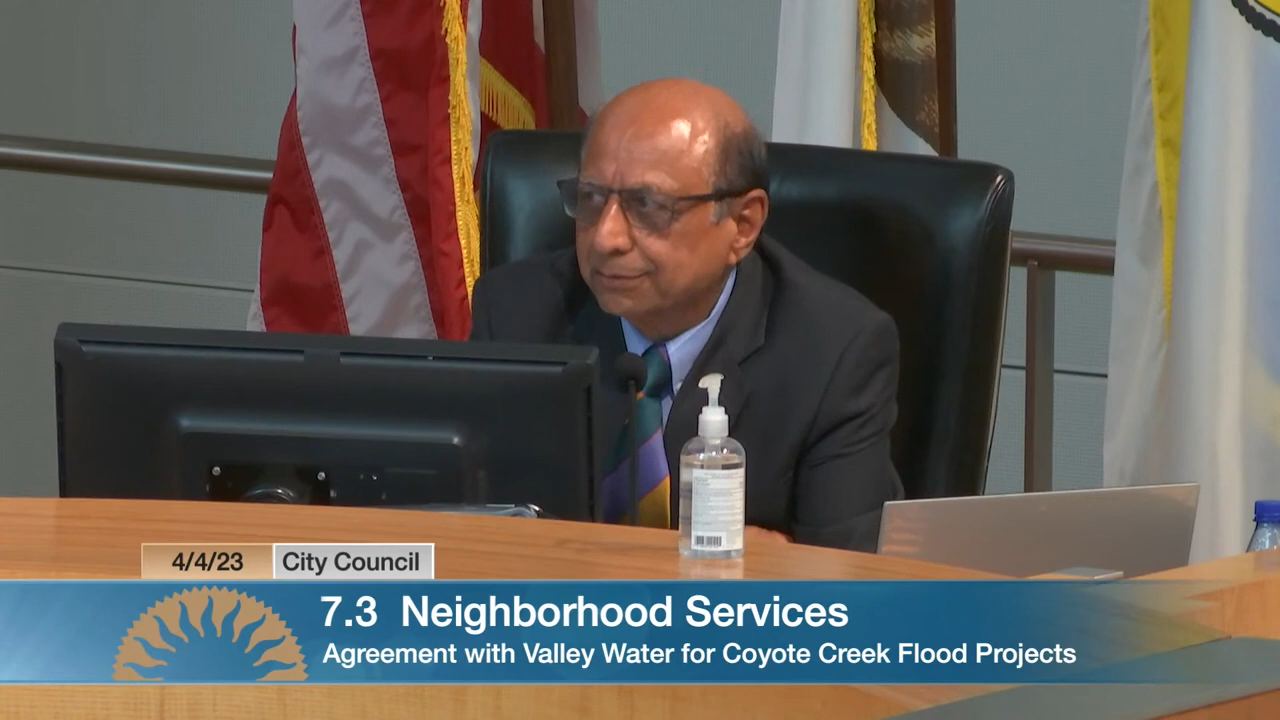 4/4/23 City Council
7.3 Neighborhood Services
Agreement with Valley Water for Coyote Creek Flood Projects